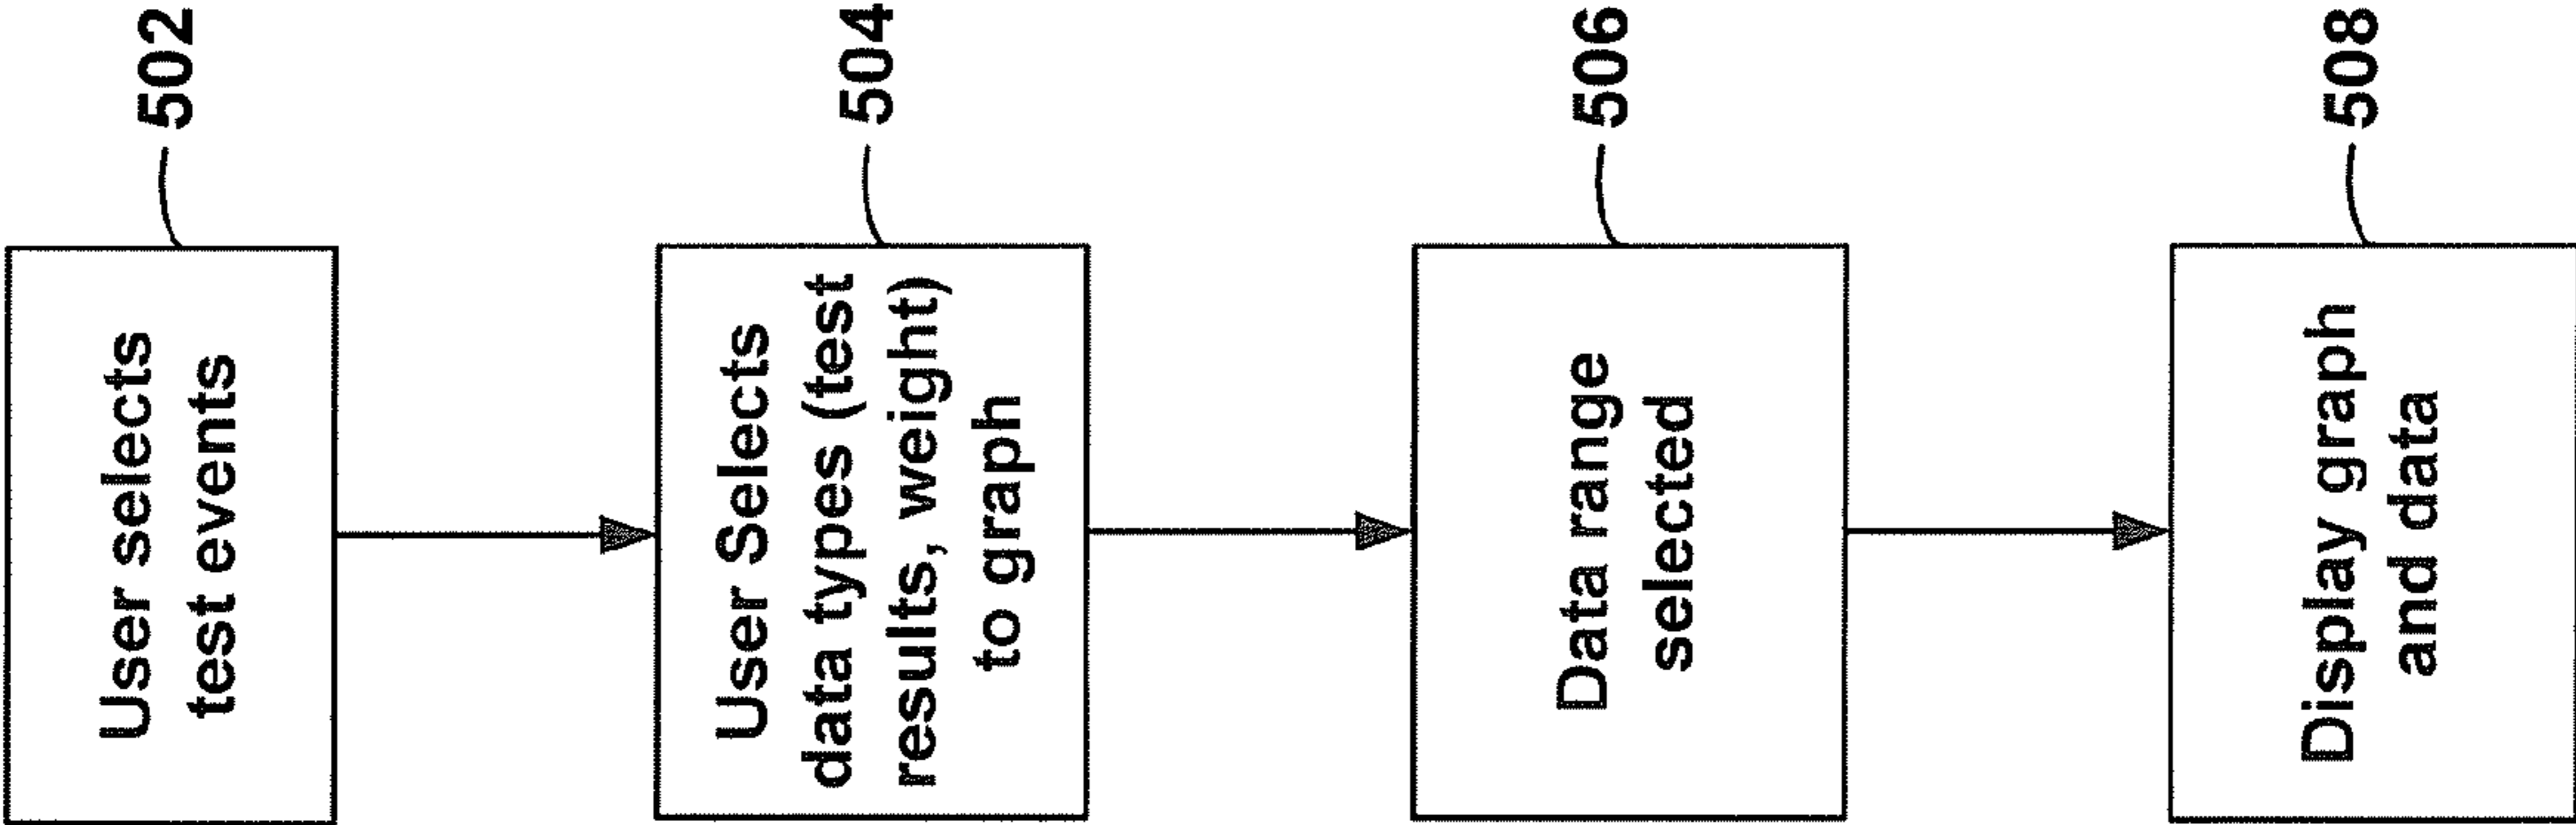 User selects
test events
502
User Selects
data types (test
results, weight)
to graph
504
Data range
selected
506
Display graph
and data
508